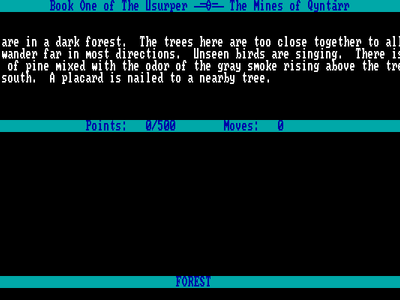 Book One of The Usurper —=0=— The Mines of Qyntárr
are in a dark forest. The trees here are too close together to all
wander far in most directions. Unseen birds are singing. There is
of pine mixed with the odor of the gray smoke rising above the tre
south. A placard is nailed to a nearby tree.
Points: 0/500 Moves: 0
FOREST